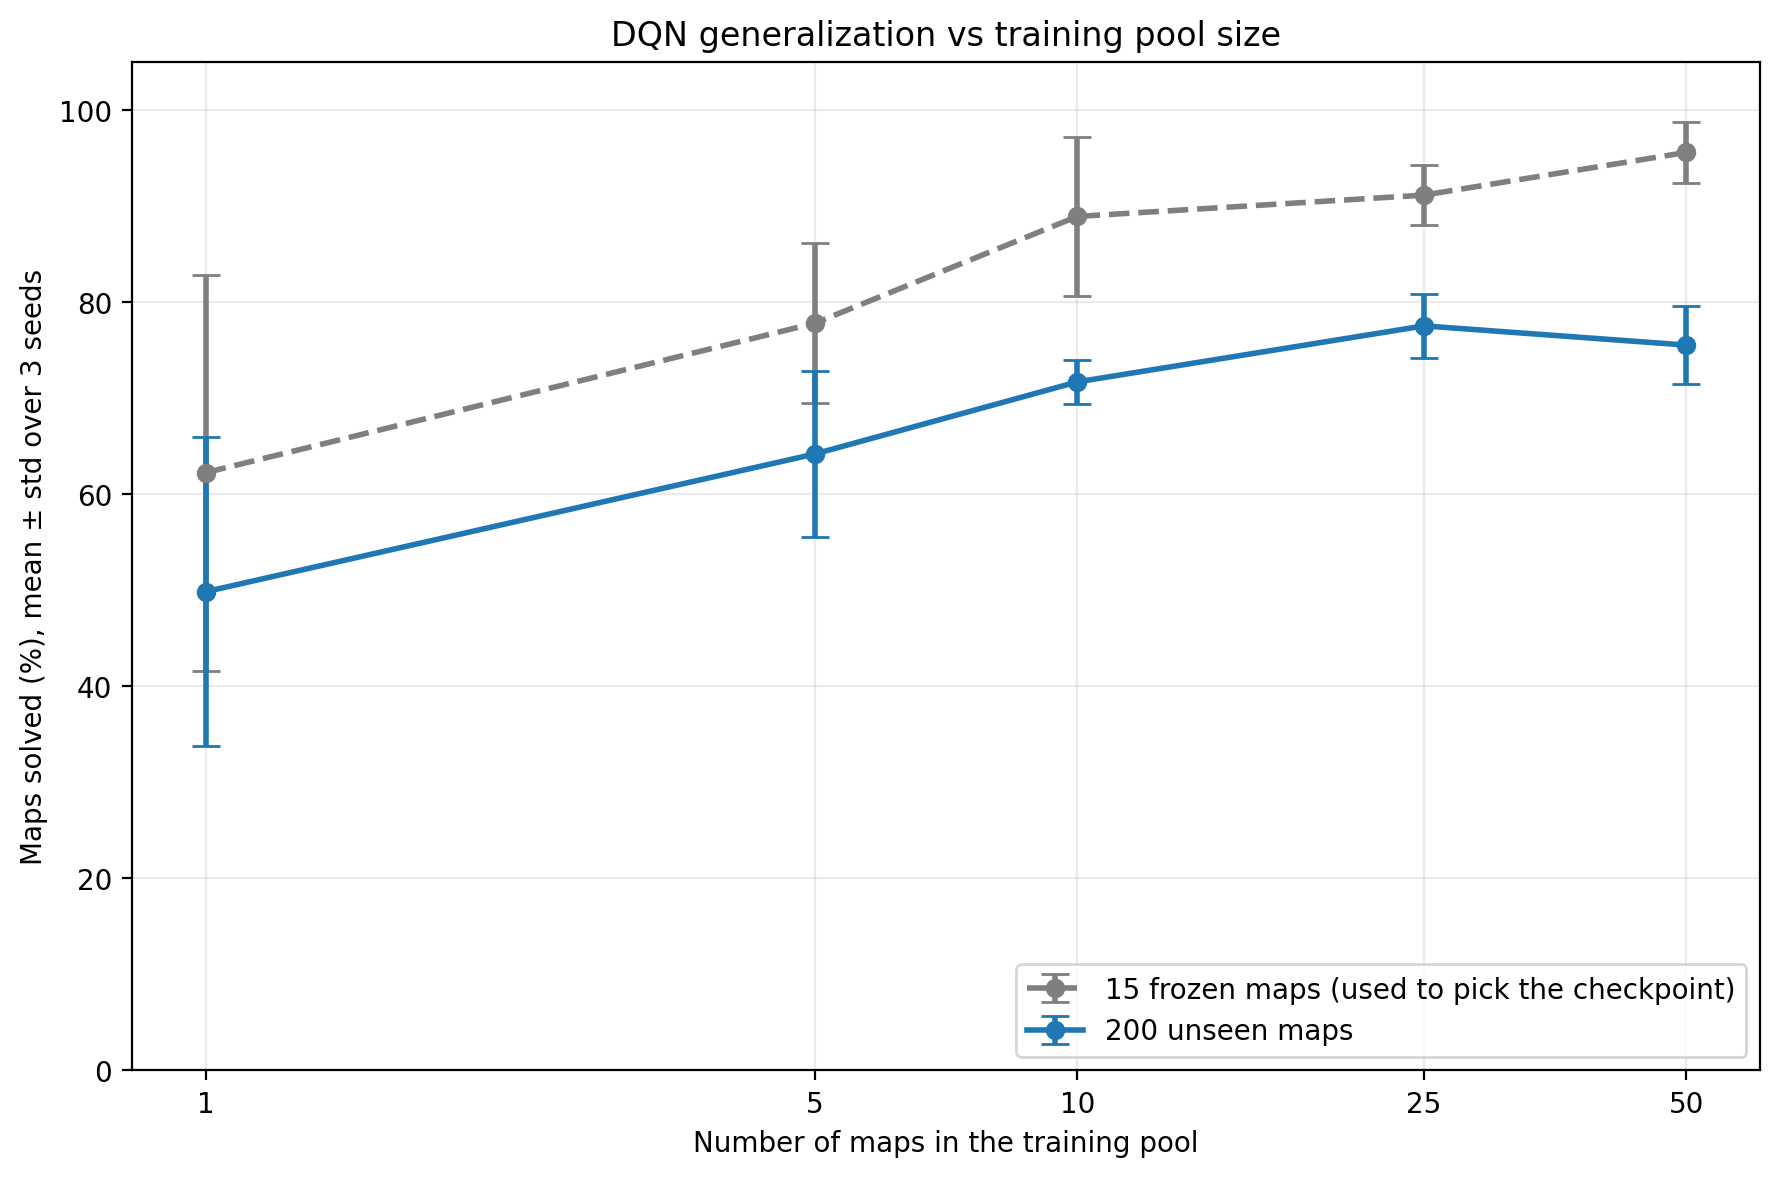 DQN generalization vs training pool size
Maps solved (%), mean ± std over 3 seeds
100
80
60
40
20
0
15 frozen maps (used to pick the checkpoint)
200 unseen maps
1 5 10 25 50
Number of maps in the training pool